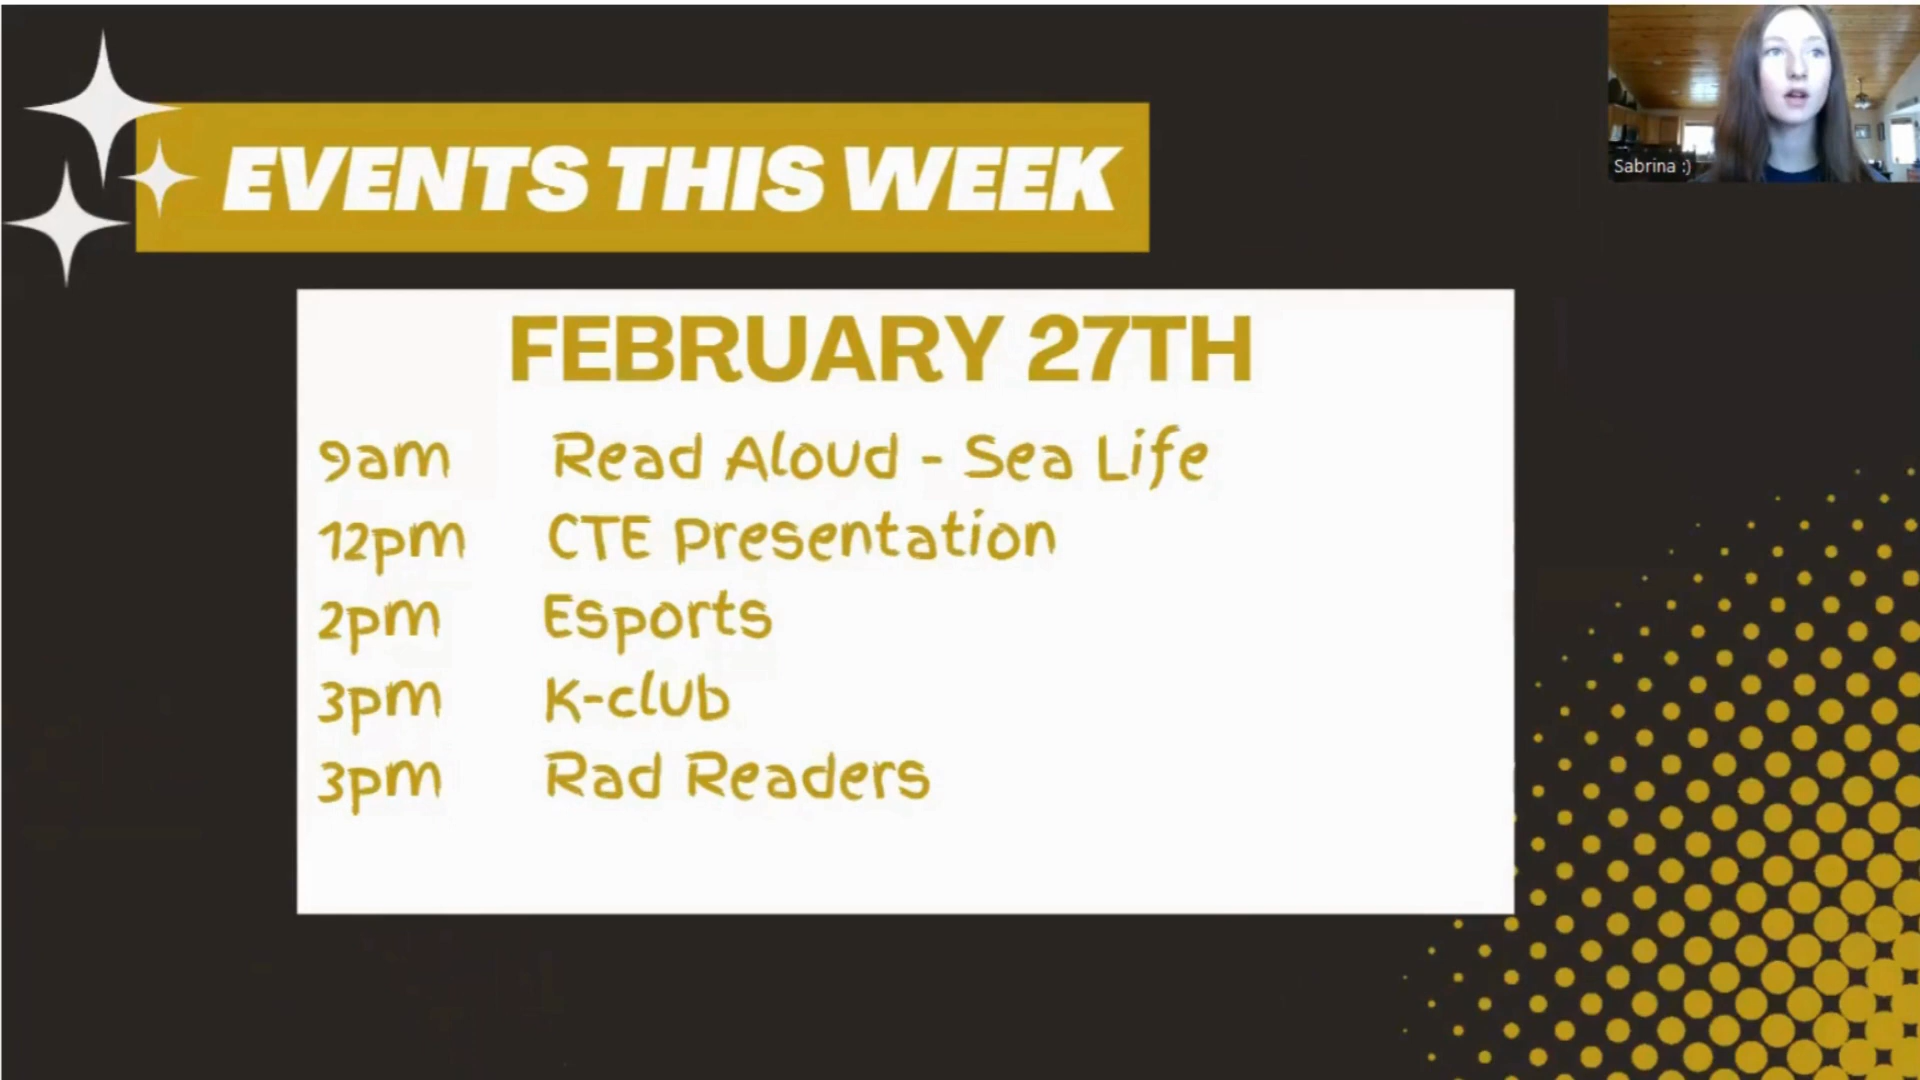 EVENTS THIS WEEK
Sabrina :)
FEBRUARY 27TH
9am Read Aloud - Sea Life
12pm CTE Presentation
2pm Esports
3pm K-club
3pm Rad Readers